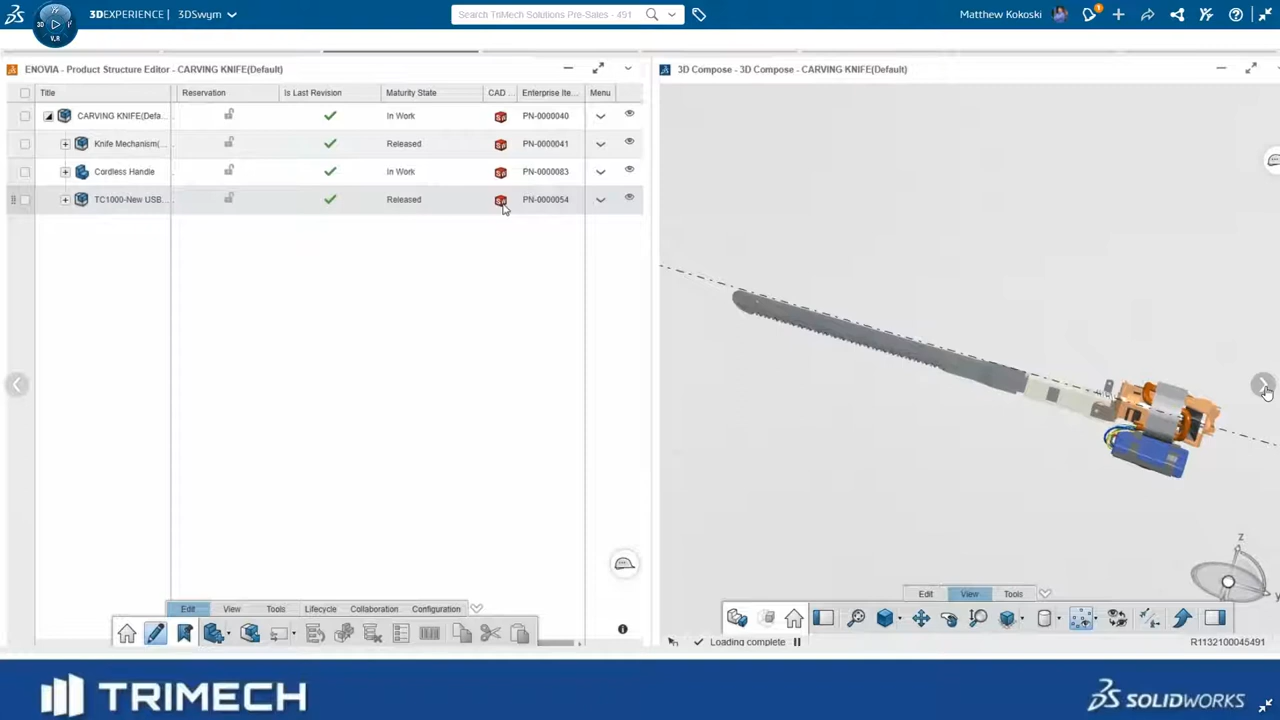 3DEXPERIENCE | 3DSwym
Search TriMech Solutions Pre-Sales - 491
Matthew Kokoski
3D
V.R
1
ENOVIA - Product Structure Editor - CARVING KNIFE(Default)
3D Compose - 3D Compose - CARVING KNIFE(Default)
Title Reservation Is Last Revision Maturity State CAD ... Enterprise Ite... Menu
CARVING KNIFE(Defa... In Work PN-0000040
Knife Mechanism(... Released PN-0000041
Cordless Handle In Work PN-0000083
TC1000-New USB... Released PN-0000054
z
y
Edit View Tools Lifecycle Collaboration Configuration
Edit View Tools
Loading complete
R1132100045491
TRIMECH
SOLIDWORKS